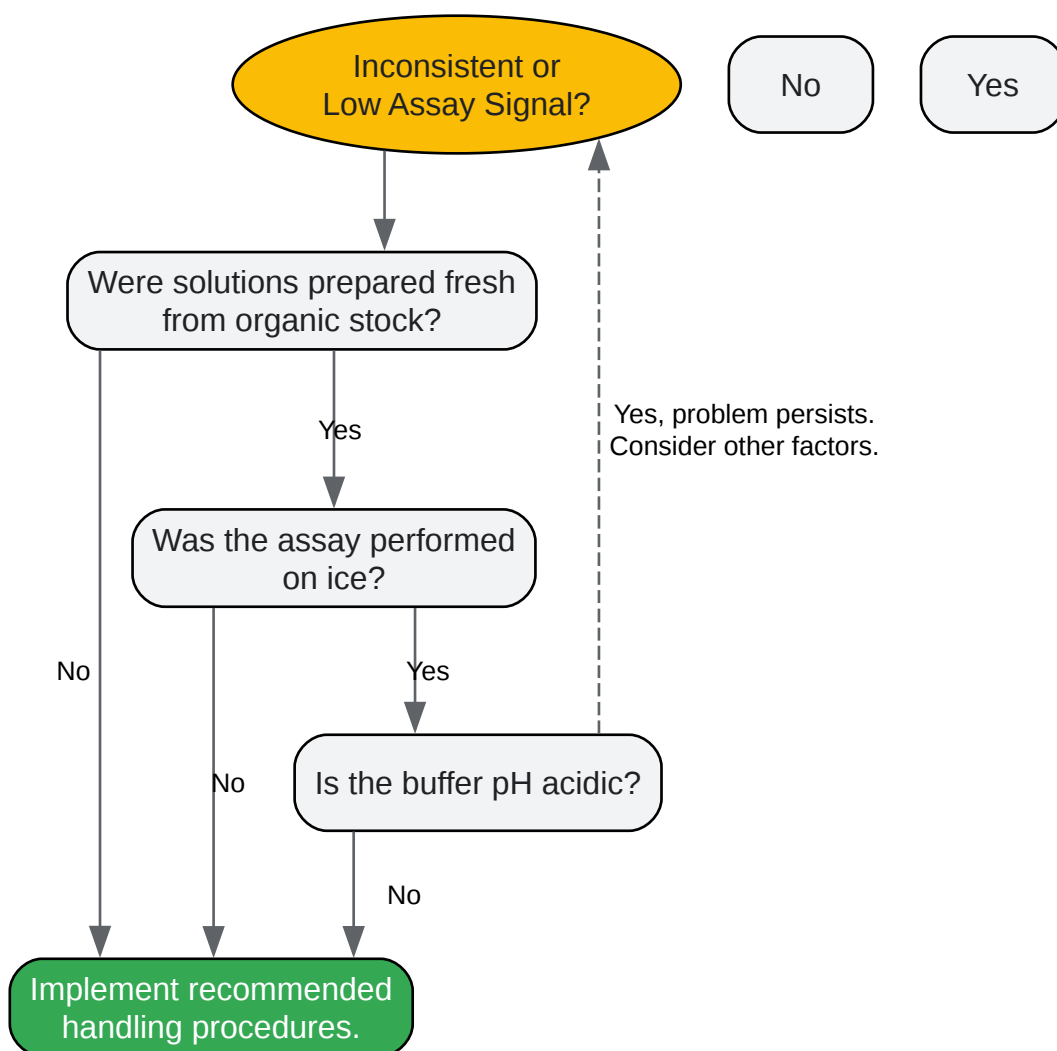 Inconsistent or
Low Assay Signal?
No
Yes
Were solutions prepared fresh
from organic stock?
Yes
Yes, problem persists.
Consider other factors.
Was the assay performed
on ice?
No
Yes
No
Is the buffer pH acidic?
No
Implement recommended
handling procedures.